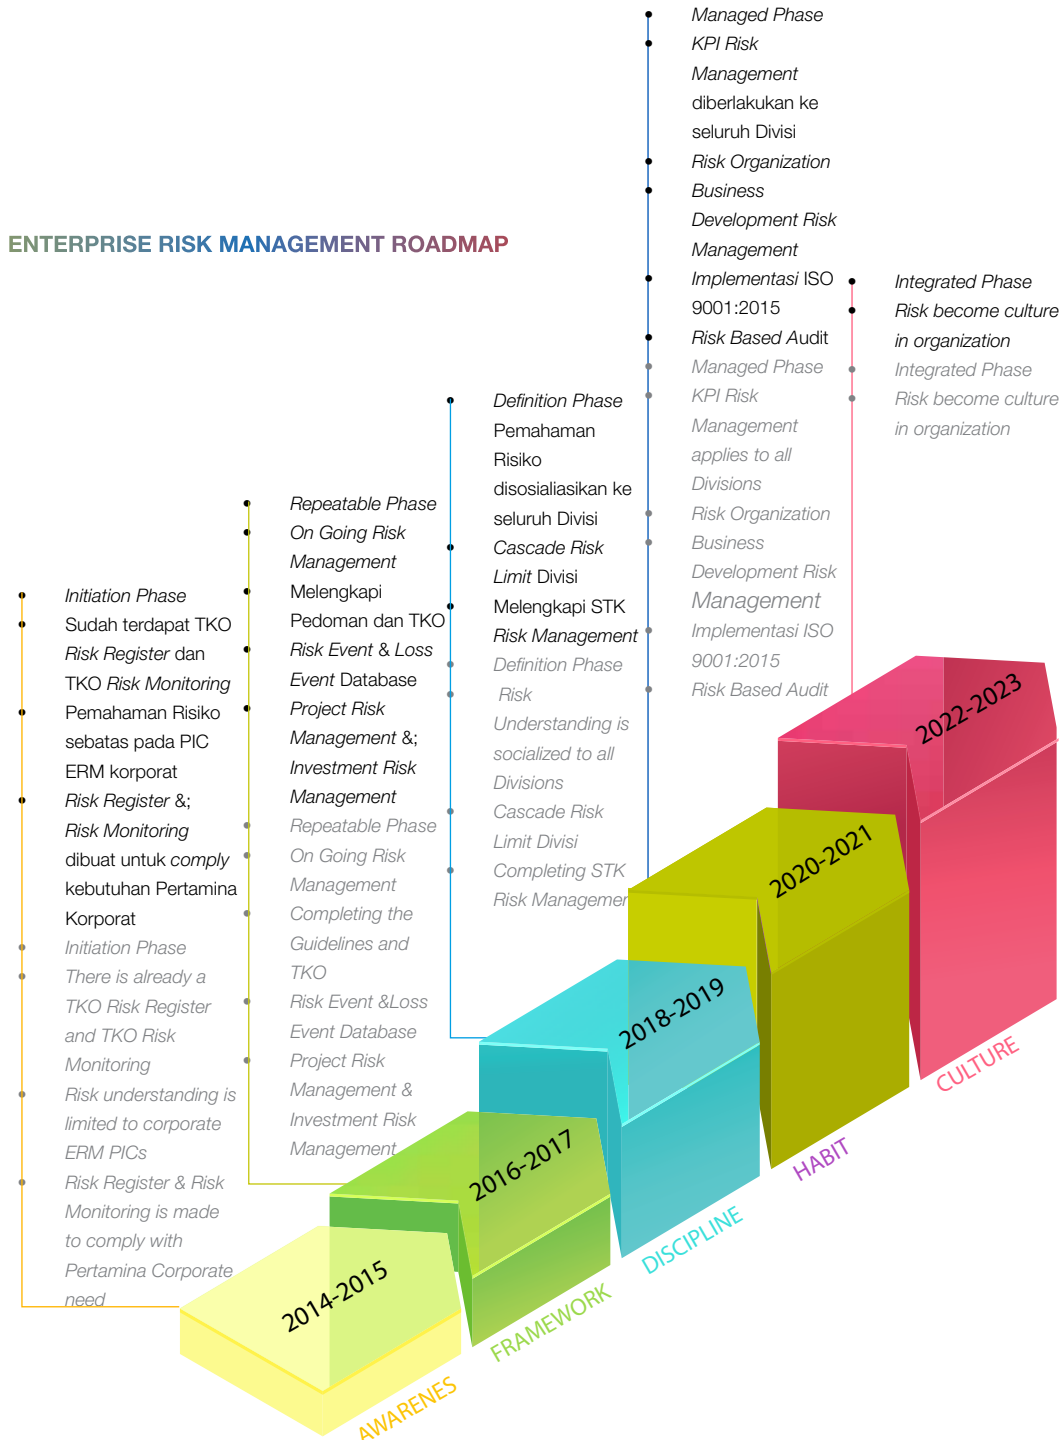 ENTERPRISE RISK MANAGEMENT ROADMAP
Initiation Phase
Sudah terdapat TKO
Risk Register dan
TKO Risk Monitoring
Pemahaman Risiko
sebatas pada PIC
ERM korporat
Risk Register &;
Risk Monitoring
dibuat untuk comply
kebutuhan Pertamina
Korporat
Initiation Phase
There is already a
TKO Risk Register
and TKO Risk
Monitoring
Risk understanding is
limited to corporate
ERM PICs
Risk Register & Risk
Monitoring is made
to comply with
Pertamina Corporate
need
Repeatable Phase
On Going Risk
Management
Melengkapi
Pedoman dan TKO
Risk Event & Loss
Event Database
Project Risk
Management &;
Investment Risk
Management
Repeatable Phase
On Going Risk
Management
Completing the
Guidelines and
TKO
Risk Event &Loss
Event Database
Project Risk
Management &
Investment Risk
Management
Definition Phase
Pemahaman
Risiko
disosialiasikan ke
seluruh Divisi
Cascade Risk
Limit Divisi
Melengkapi STK
Risk Management
Definition Phase
Risk
Understanding is
socialized to all
Divisions
Cascade Risk
Limit Divisi
Completing STK
Risk Managemen
Managed Phase
KPI Risk
Management
diberlakukan ke
seluruh Divisi
Risk Organization
Business
Development Risk
Management
Implementasi ISO
9001:2015
Risk Based Audit
Managed Phase
KPI Risk
Management
applies to all
Divisions
Risk Organization
Business
Development Risk
Management
Implementasi ISO
9001:2015
Risk Based Audit
Integrated Phase
Risk become culture
in organization
Integrated Phase
Risk become culture
in organization
2014-2015
AWARENES
2016-2017
FRAMEWORK
2018-2019
DISCIPLINE
2020-2021
HABIT
2022-2023
CULTURE